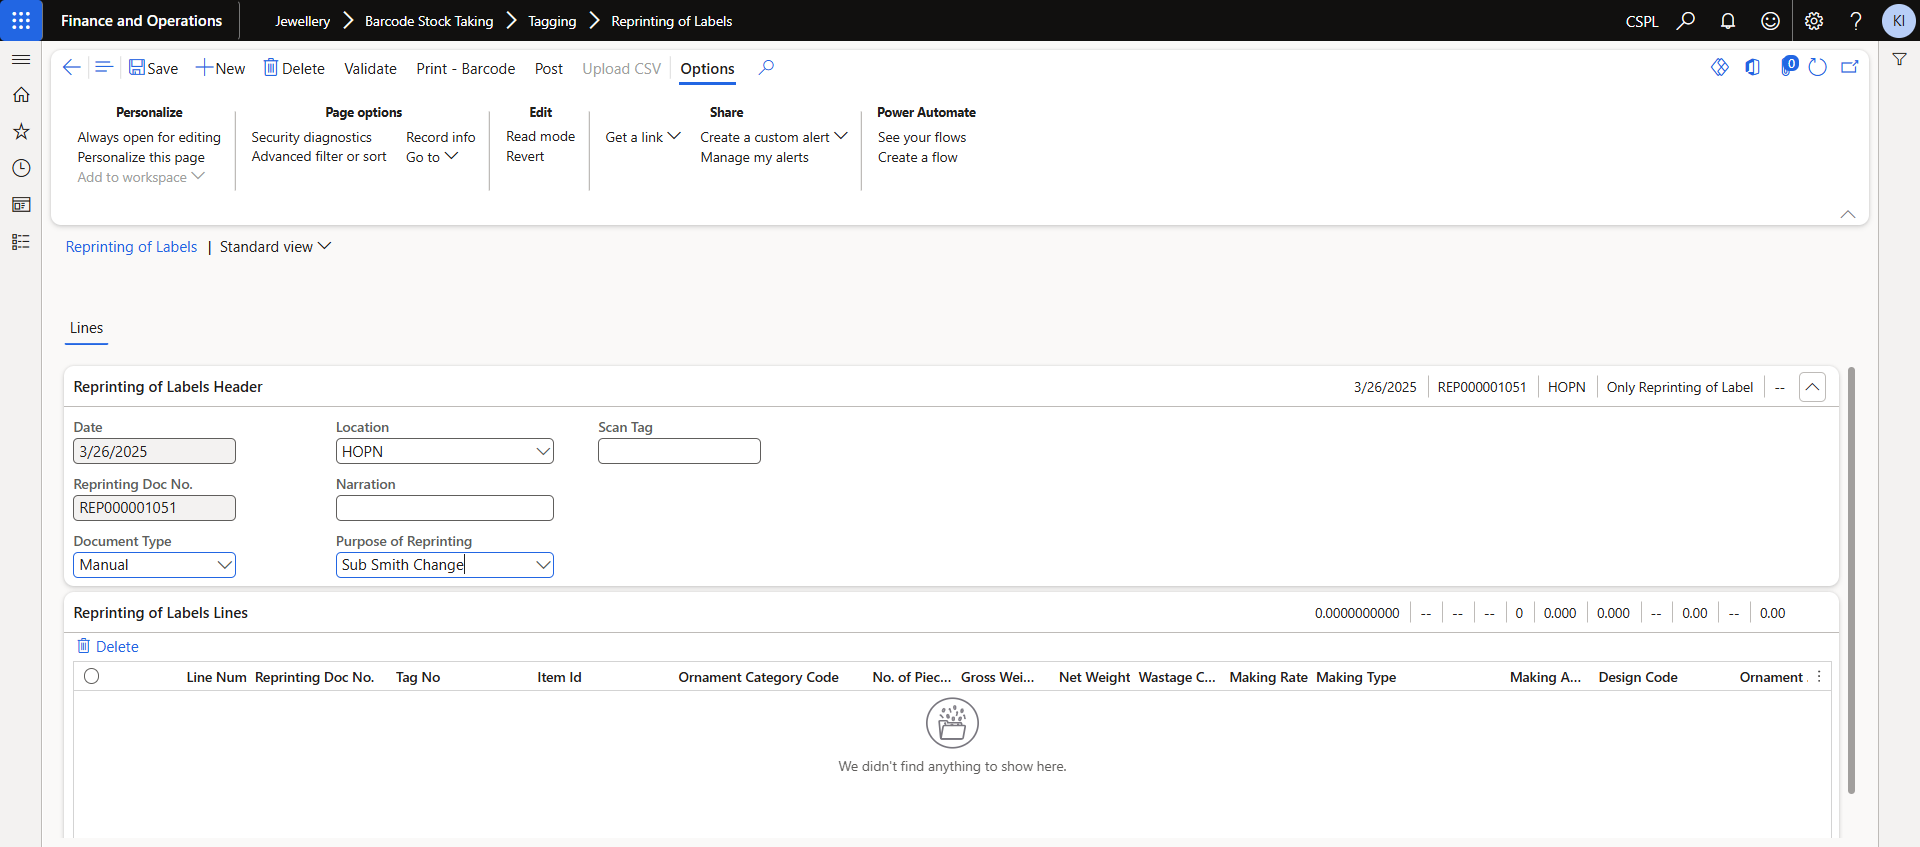 Finance and Operations
Jewellery > Barcode Stock Taking > Tagging > Reprinting of Labels
CSPL
KI
Save New Delete Validate Print - Barcode Post Upload CSV Options
0
Personalize
Always open for editing
Personalize this page
Add to workspace
Page options
Security diagnostics
Advanced filter or sort
Record info
Go to
Edit
Read mode
Revert
Share
Get a link
Create a custom alert
Manage my alerts
Power Automate
See your flows
Create a flow
Reprinting of Labels | Standard view
Lines
Reprinting of Labels Header
3/26/2025 REP000001051 HOPN Only Reprinting of Label --
Date
3/26/2025
Reprinting Doc No.
REP000001051
Document Type
Manual
Location
HOPN
Narration
Purpose of Reprinting
Sub Smith Change
Scan Tag
Reprinting of Labels Lines
0.0000000000 -- -- -- 0 0.000 0.000 -- 0.00 -- 0.00
Delete
Line Num Reprinting Doc No. Tag No Item Id Ornament Category Code No. of Piec... Gross Wei... Net Weight Wastage C... Making Rate Making Type Making A... Design Code Ornament
We didn't find anything to show here.